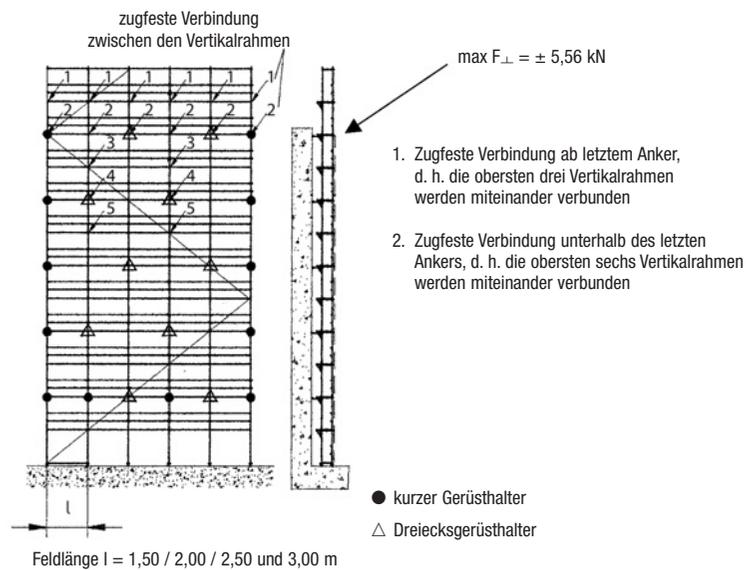 zugfeste Verbindung
zwischen den Vertikalrahmen
max F⊥ = ± 5,56 kN
1 1 1 1 1 1
2 2 2 2 2 2
3 3
4 4
5 5
1. Zugfeste Verbindung ab letztem Anker,
d. h. die obersten drei Vertikalrahmen
werden miteinander verbunden
2. Zugfeste Verbindung unterhalb des letzten
Ankers, d. h. die obersten sechs Vertikalrahmen
werden miteinander verbunden
kurzer Gerüsthalter
Dreiecksgerüsthalter
l
Feldlänge l = 1,50 / 2,00 / 2,50 und 3,00 m